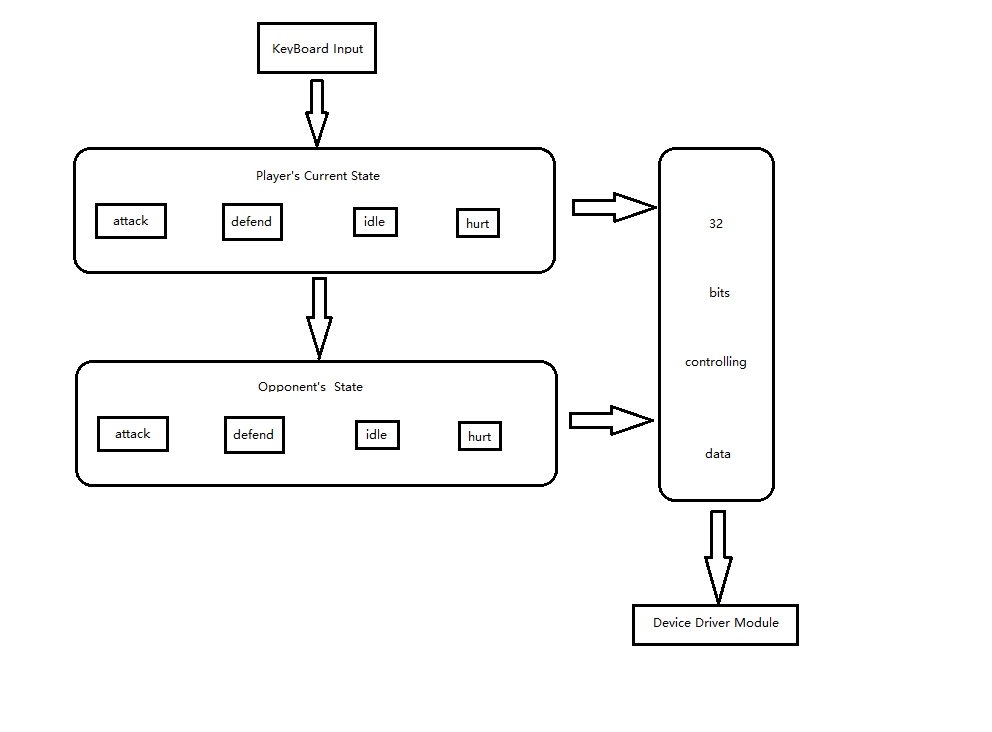 KeyBoard Input
Player's Current State
attack
defend
idle
hurt
Opponent's State
attack
defend
idle
hurt
32
bits
controlling
data
Device Driver Module